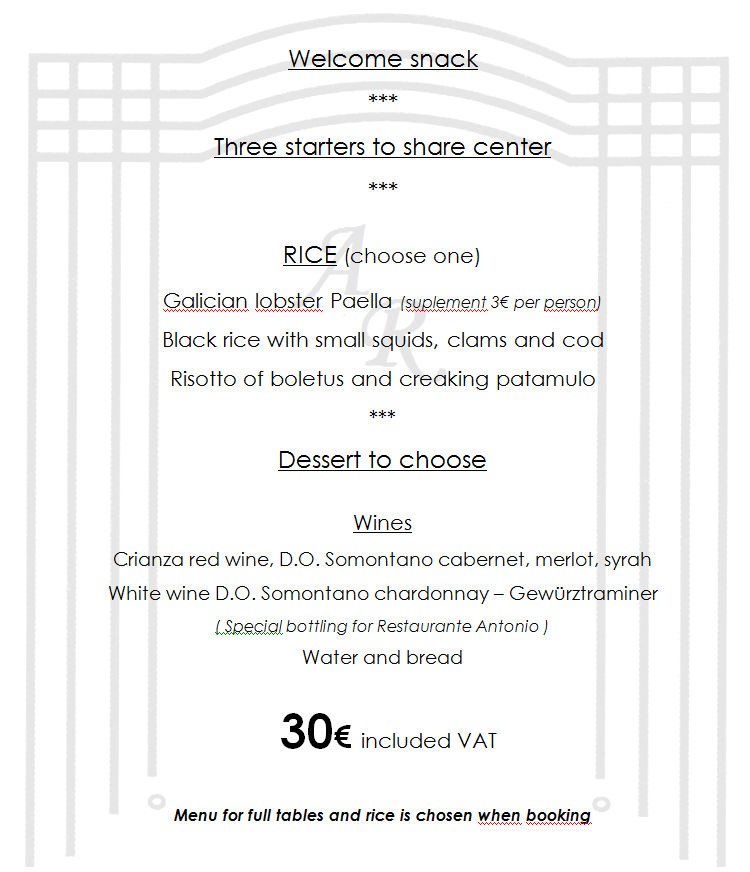 Welcome snack
***
Three starters to share center
***
RICE (choose one)
Galician lobster Paella (suplement 3€ per person)
Black rice with small squids, clams and cod
Risotto of boletus and creaking patamulo
***
Dessert to choose
Wines
Crianza red wine, D.O. Somontano cabernet, merlot, syrah
White wine D.O. Somontano chardonnay – Gewürztraminer
( Special bottling for Restaurante Antonio )
Water and bread
30€ included VAT
Menu for full tables and rice is chosen when booking
AR